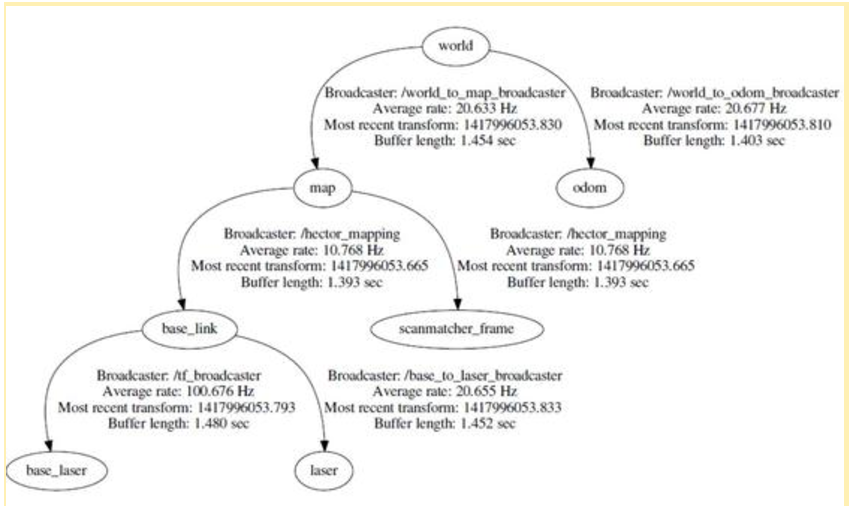 world
Broadcaster: /world_to_map_broadcaster
Average rate: 20.633 Hz
Most recent transform: 1417996053.830
Buffer length: 1.454 sec
Broadcaster: /world_to_odom_broadcaster
Average rate: 20.677 Hz
Most recent transform: 1417996053.810
Buffer length: 1.403 sec
map
odom
Broadcaster: /hector_mapping
Average rate: 10.768 Hz
Most recent transform: 1417996053.665
Buffer length: 1.393 sec
Broadcaster: /hector_mapping
Average rate: 10.768 Hz
Most recent transform: 1417996053.665
Buffer length: 1.393 sec
base_link
scanmatcher_frame
Broadcaster: /tf_broadcaster
Average rate: 100.676 Hz
Most recent transform: 1417996053.793
Buffer length: 1.480 sec
Broadcaster: /base_to_laser_broadcaster
Average rate: 20.655 Hz
Most recent transform: 1417996053.833
Buffer length: 1.452 sec
base_laser
laser